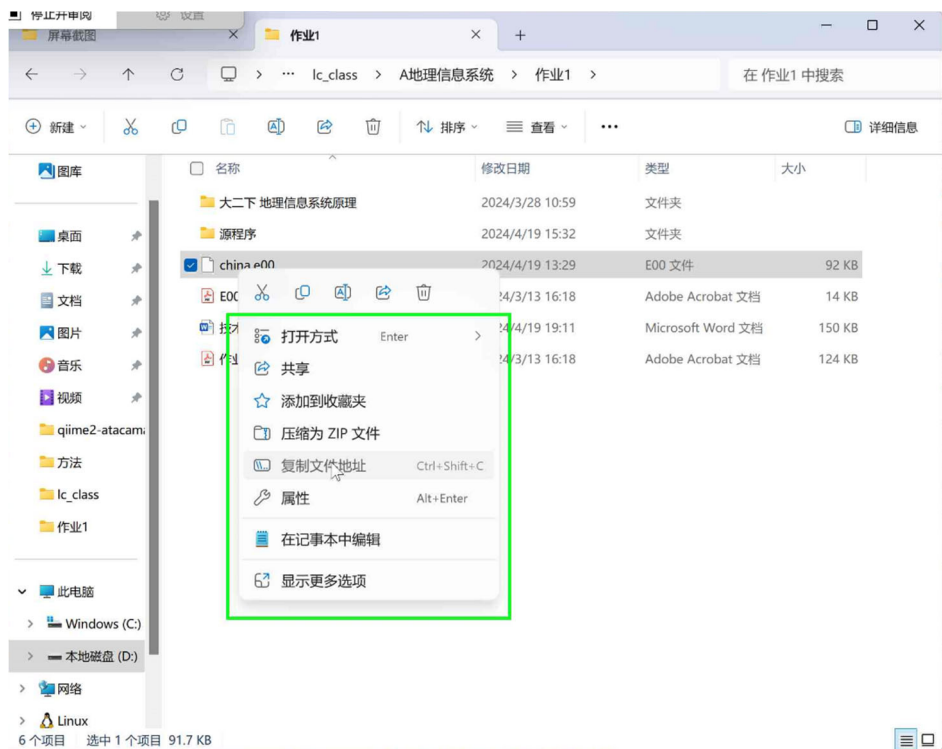 停止并审阅 设置
屏幕截图 作业1
lc_class > A地理信息系统 > 作业1 > 在 作业1 中搜索
新建 排序 查看 ... 详细信息
图库 名称 修改日期 类型 大小
大二下 地理信息系统原理 2024/3/28 10:59 文件夹
桌面 源程序 2024/4/19 15:32 文件夹
下载 china.e00 2024/4/19 13:29 E00 文件 92 KB
文档 E00 24/3/13 16:18 Adobe Acrobat 文档 14 KB
图片 技术 24/4/19 19:11 Microsoft Word 文档 150 KB
音乐 作业 24/3/13 16:18 Adobe Acrobat 文档 124 KB
视频
qiime2-atacama
方法
lc_class
作业1
此电脑
Windows (C:)
本地磁盘 (D:)
网络
Linux
打开方式 Enter
共享
添加到收藏夹
压缩为 ZIP 文件
复制文件地址 Ctrl+Shift+C
属性 Alt+Enter
在记事本中编辑
显示更多选项
6 个项目 选中 1 个项目 91.7 KB